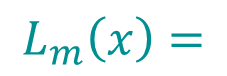 Lₘ(x) =